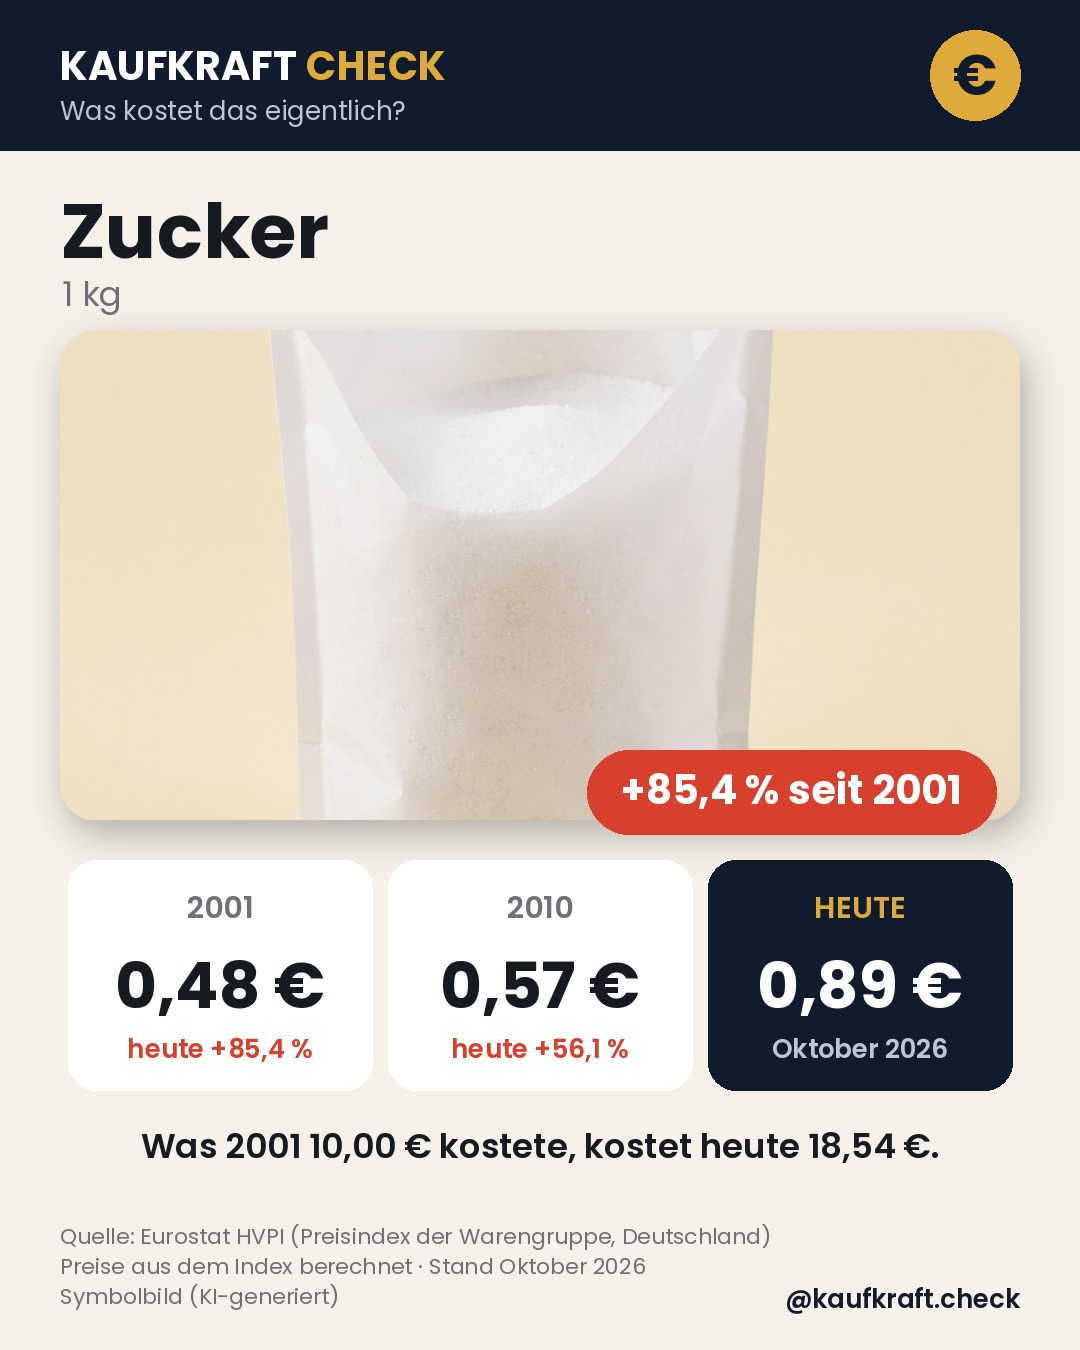 KAUFKRAFT CHECK
Was kostet das eigentlich?
€
Zucker
1 kg
+85,4 % seit 2001
2001
0,48 €
heute +85,4 %
2010
0,57 €
heute +56,1 %
HEUTE
0,89 €
Oktober 2026
Was 2001 10,00 € kostete, kostet heute 18,54 €.
Quelle: Eurostat HVPI (Preisindex der Warengruppe, Deutschland)
Preise aus dem Index berechnet · Stand Oktober 2026
Symbolbild (KI-generiert)
@kaufkraft.check